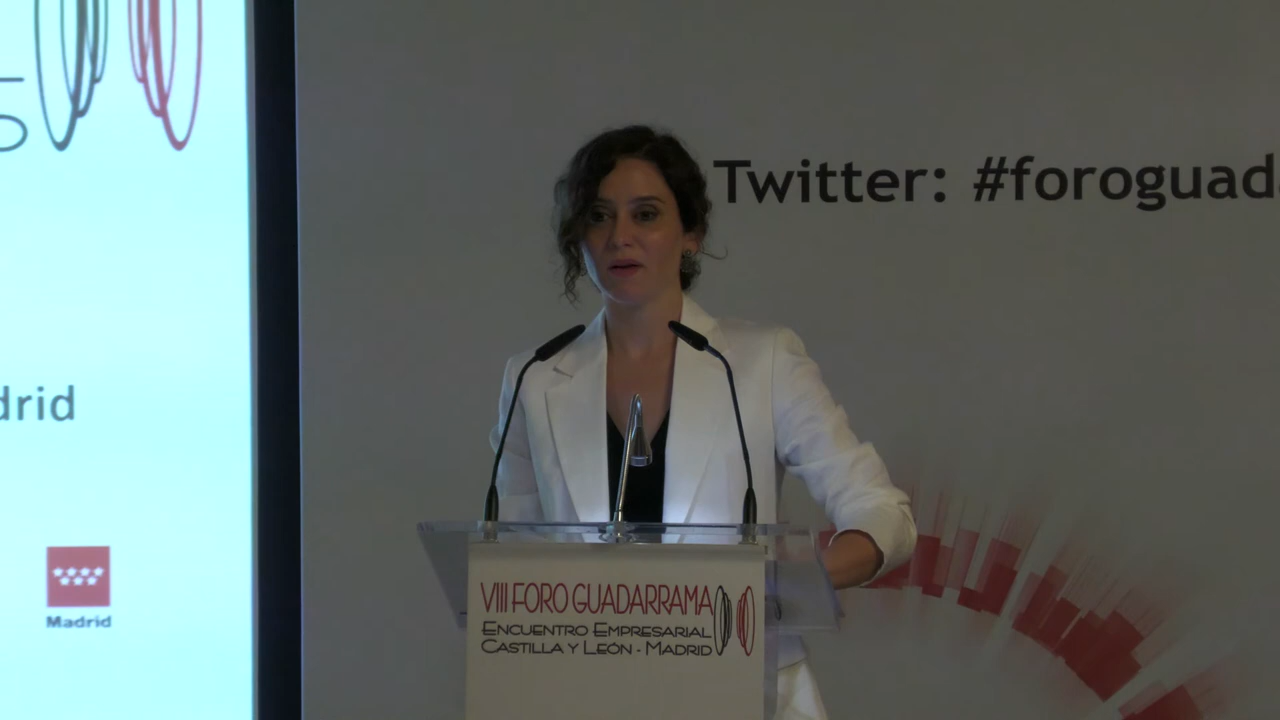 Twitter: #foroguad
drid
Madrid
VIII FORO GUADARRAMA
ENCUENTRO EMPRESARIAL
CASTILLA Y LEÓN - MADRID